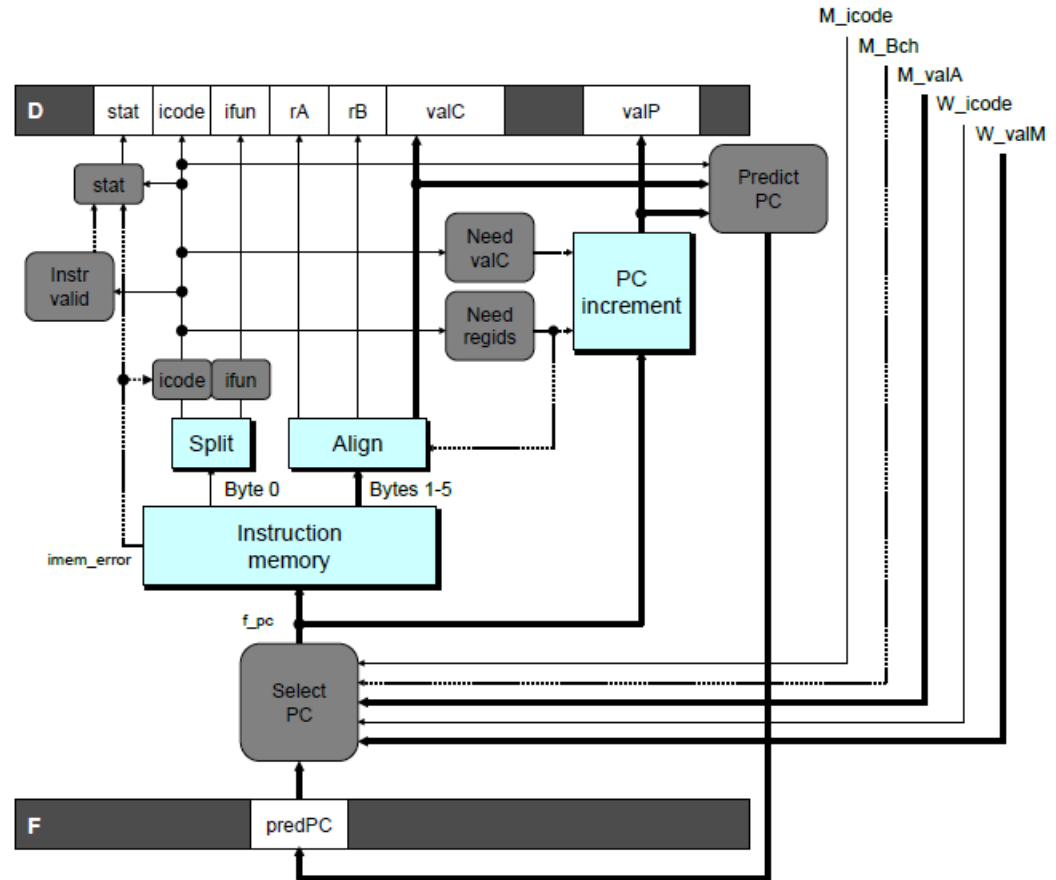 M_icode
M_Bch
M_valA
W_icode
W_valM
D
stat
icode
ifun
rA
rB
valC
valP
stat
Predict
PC
Need
valC
Instr
valid
PC
increment
Need
regids
icode
ifun
Split
Align
Byte 0
Bytes 1-5
Instruction
memory
imem_error
f_pc
Select
PC
F
predPC